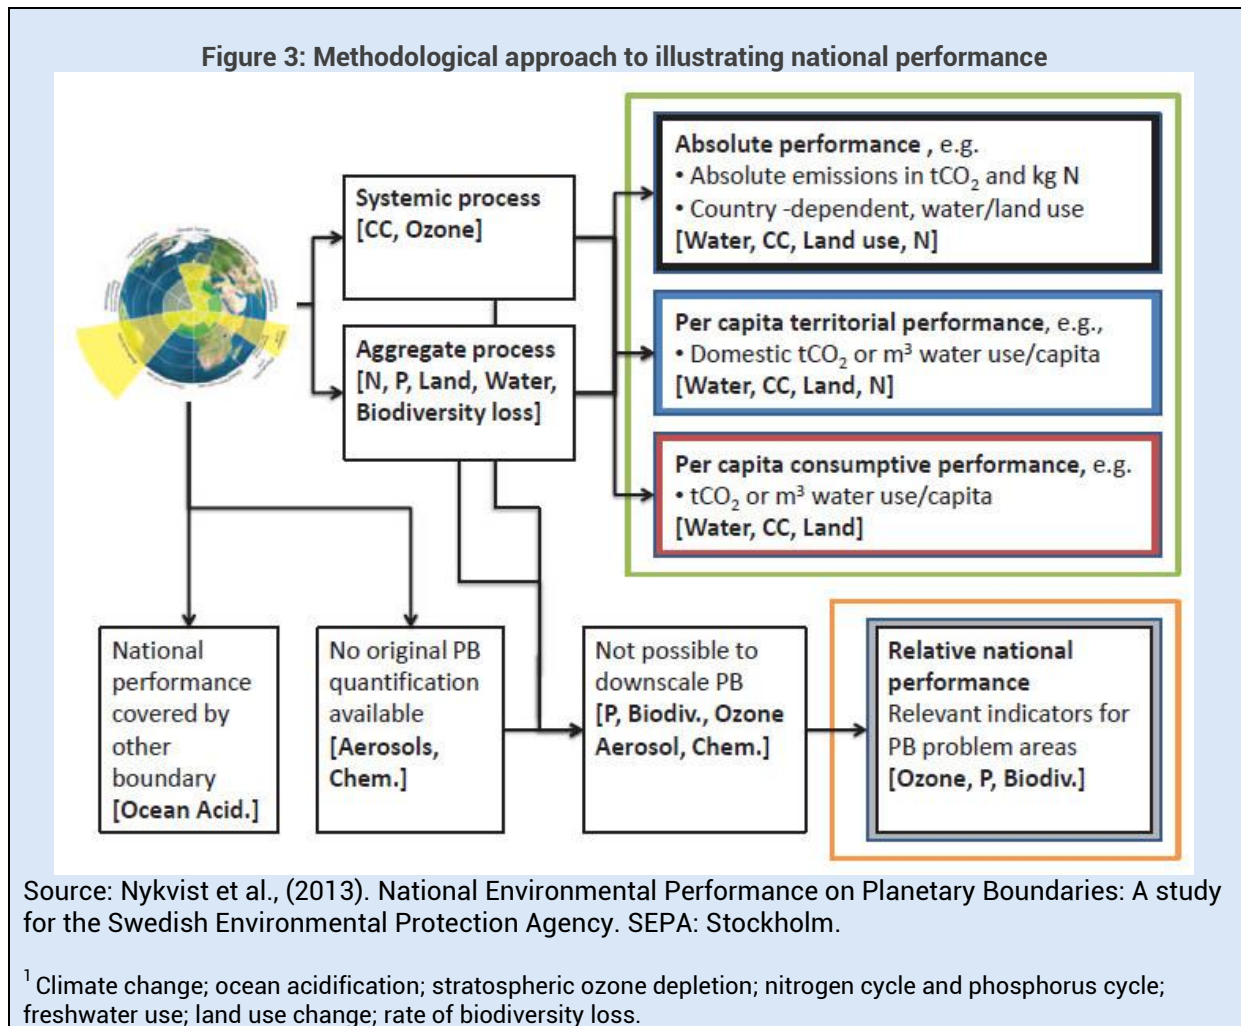 Figure 3: Methodological approach to illustrating national performance
Systemic process
[CC, Ozone]
Aggregate process
[N, P, Land, Water,
Biodiversity loss]
Absolute performance , e.g.
• Absolute emissions in tCO₂ and kg N
• Country -dependent, water/land use
[Water, CC, Land use, N]
Per capita territorial performance, e.g.,
• Domestic tCO₂ or m³ water use/capita
[Water, CC, Land, N]
Per capita consumptive performance, e.g.
• tCO₂ or m³ water use/capita
[Water, CC, Land]
National
performance
covered by
other
boundary
[Ocean Acid.]
No original PB
quantification
available
[Aerosols,
Chem.]
Not possible to
downscale PB
[P, Biodiv., Ozone
Aerosol, Chem.]
Relative national
performance
Relevant indicators for
PB problem areas
[Ozone, P, Biodiv.]
Source: Nykvist et al., (2013). National Environmental Performance on Planetary Boundaries: A study
for the Swedish Environmental Protection Agency. SEPA: Stockholm.
¹ Climate change; ocean acidification; stratospheric ozone depletion; nitrogen cycle and phosphorus cycle;
freshwater use; land use change; rate of biodiversity loss.